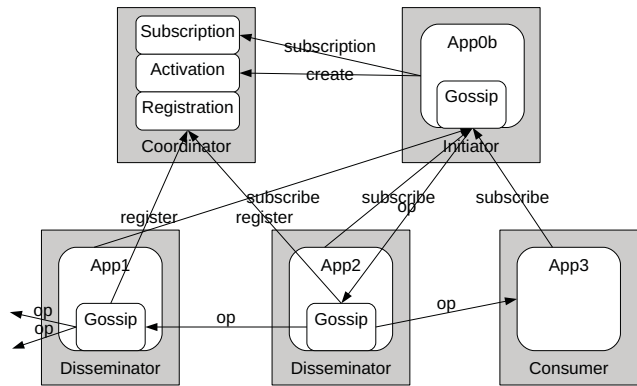 Subscription
subscription
App0b
Activation
create
Gossip
Registration
Coordinator
Initiator
subscribe
subscribe
subscribe
op
register
register
App1
App2
App3
op
op
Gossip
op
Gossip
op
Disseminator
Disseminator
Consumer